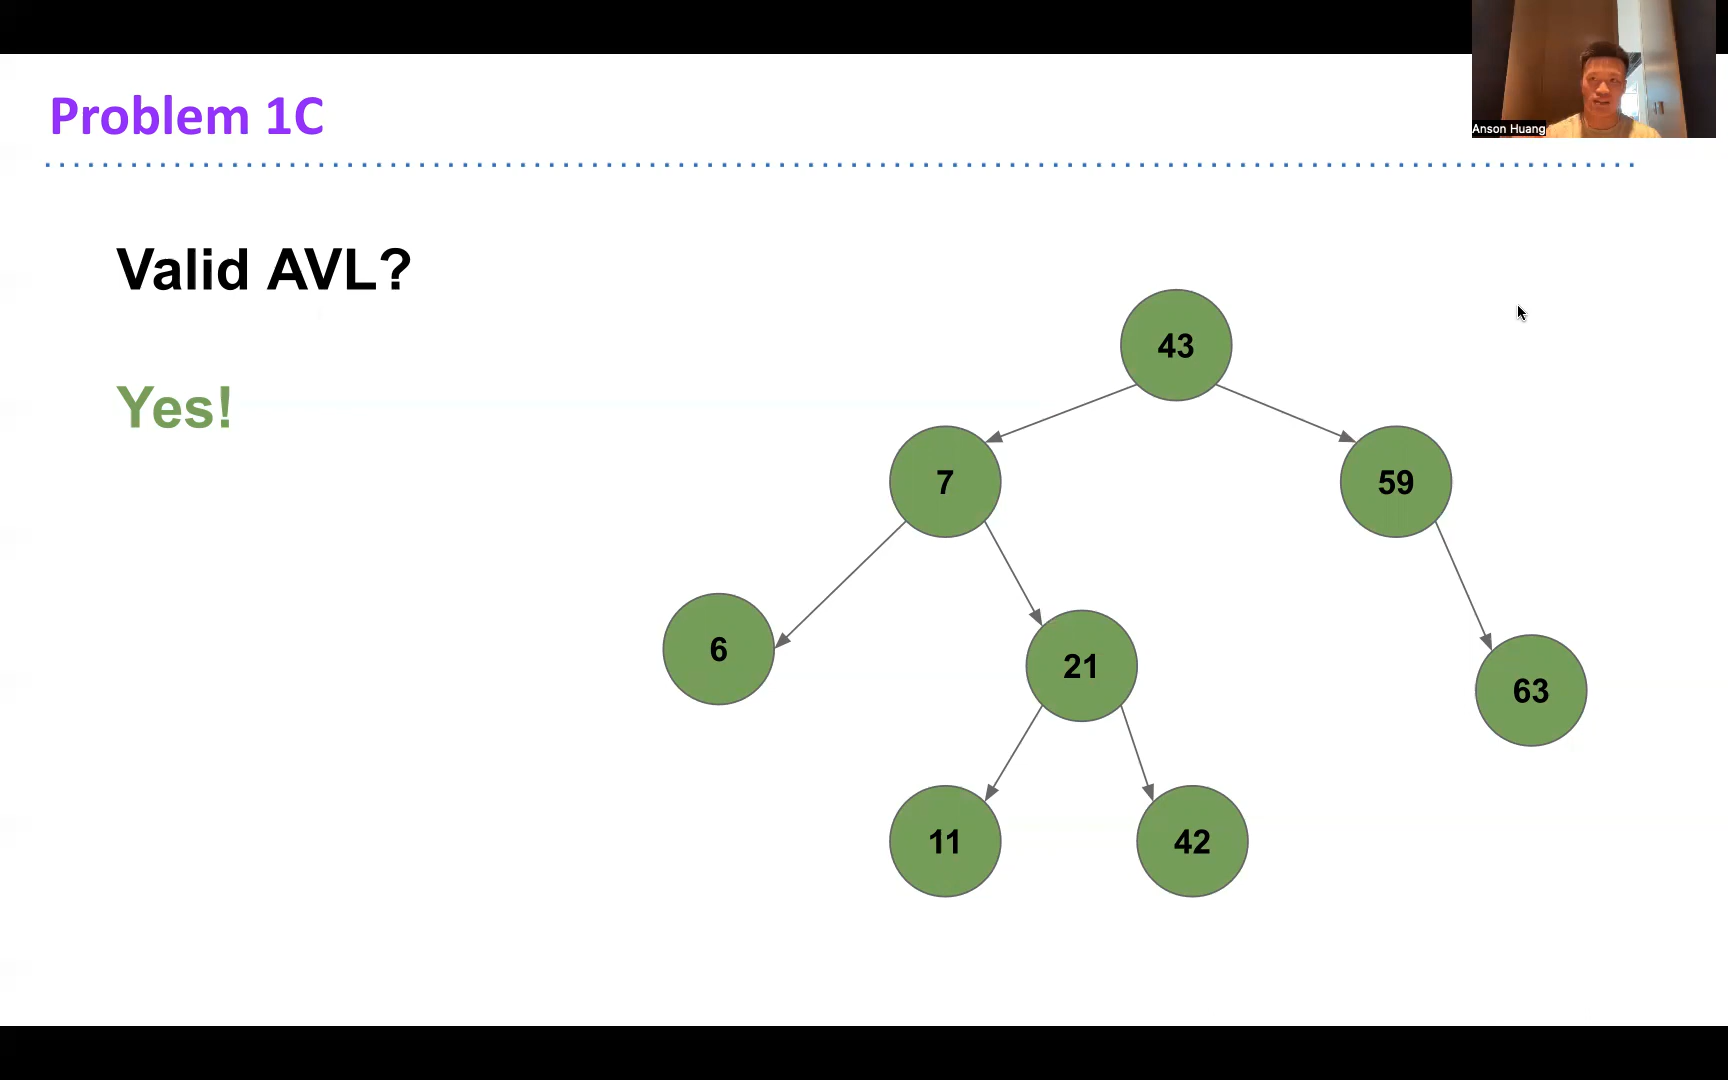 Problem 1C
Anson Huang
Valid AVL?
Yes!
43
7
59
6
21
63
11
42